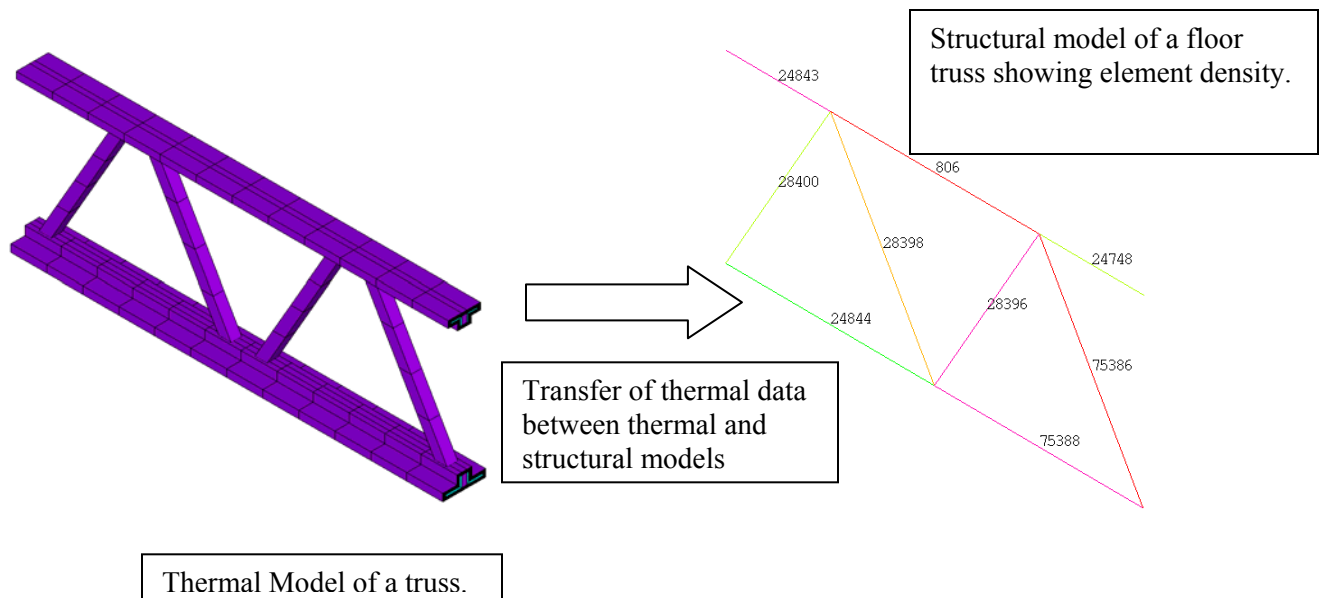 Structural model of a floor
truss showing element density.
24843
806
28400
28398
24748
28396
24844
75386
75388
Transfer of thermal data
between thermal and
structural models
Thermal Model of a truss.